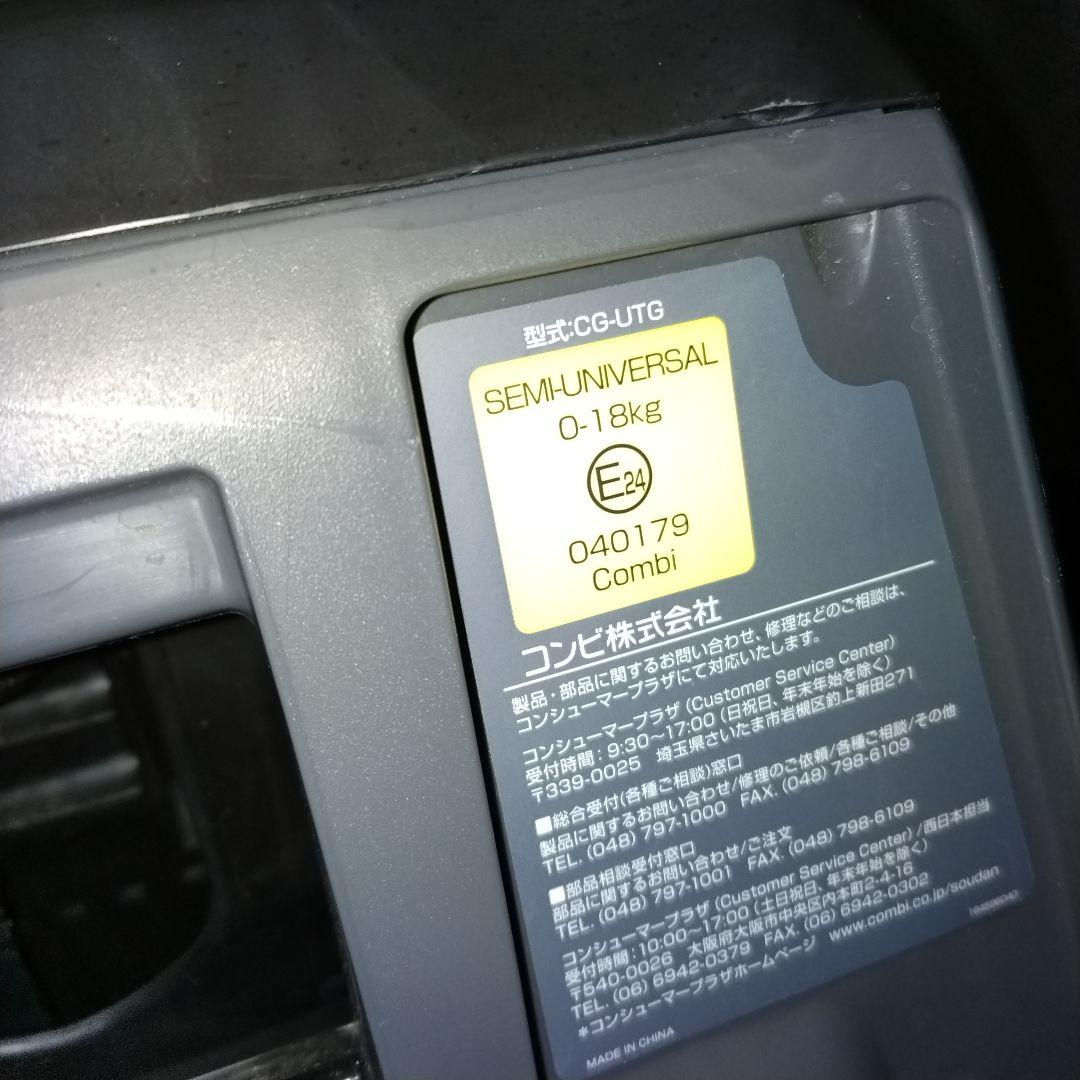 型式:CG-UTG
SEMI-UNIVERSAL
0-18kg
E24
040179
Combi
コンビ株式会社
製品・部品に関するお問い合わせ、修理などのご相談は、
コンシューマープラザにて対応いたします。
コンシューマープラザ (Customer Service Center)
受付時間：9:30～17:00 (日祝日、年末年始を除く)
〒339-0025 埼玉県さいたま市岩槻区釣上新田271
■総合受付(各種ご相談)窓口
製品に関するお問い合わせ/修理のご依頼/各種ご相談/その他
TEL. (048) 797-1000 FAX. (048) 798-6109
■部品相談受付窓口
部品に関するお問い合わせ/ご注文
TEL. (048) 797-1001 FAX. (048) 798-6109
コンシューマープラザ (Customer Service Center) /西日本担当
受付時間：10:00～17:00 (土日祝日、年末年始を除く)
〒540-0026 大阪府大阪市中央区内本町2-4-16
TEL. (06) 6942-0379 FAX. (06) 6942-0302
＊コンシューマープラザホームページ www.combi.co.jp/soudan
MADE IN CHINA